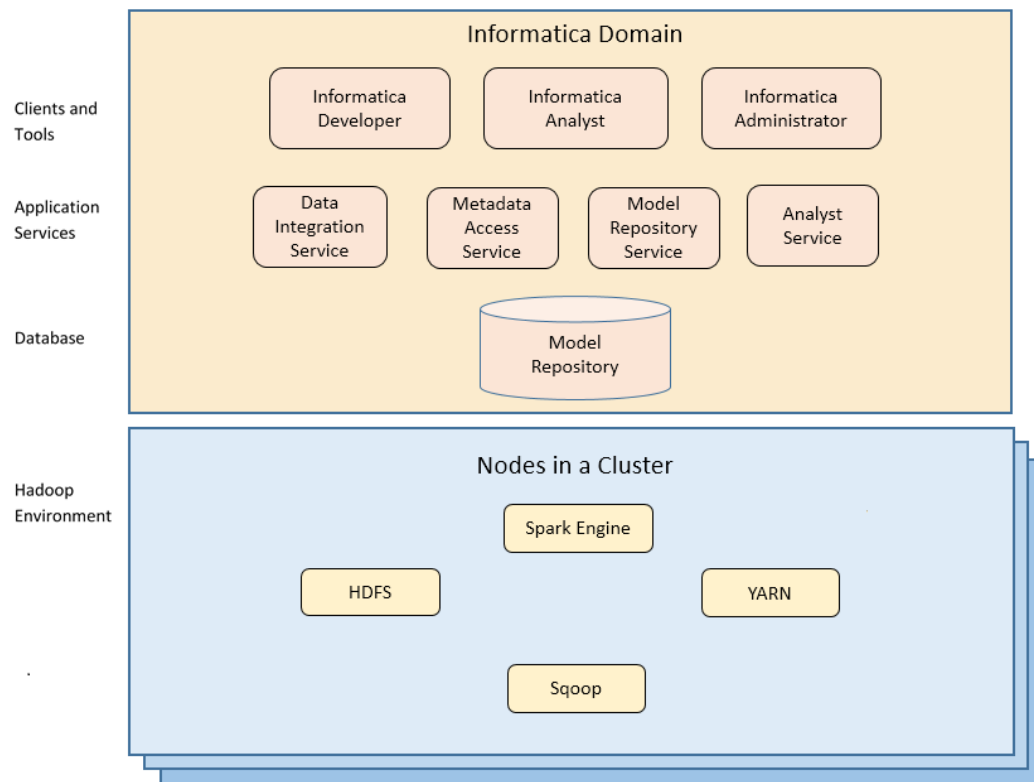 Informatica Domain
Clients and
Tools
Informatica
Developer
Informatica
Analyst
Informatica
Administrator
Application
Services
Data
Integration
Service
Metadata
Access
Service
Model
Repository
Service
Analyst
Service
Database
Model
Repository
Nodes in a Cluster
Hadoop
Environment
Spark Engine
HDFS
YARN
Sqoop
.